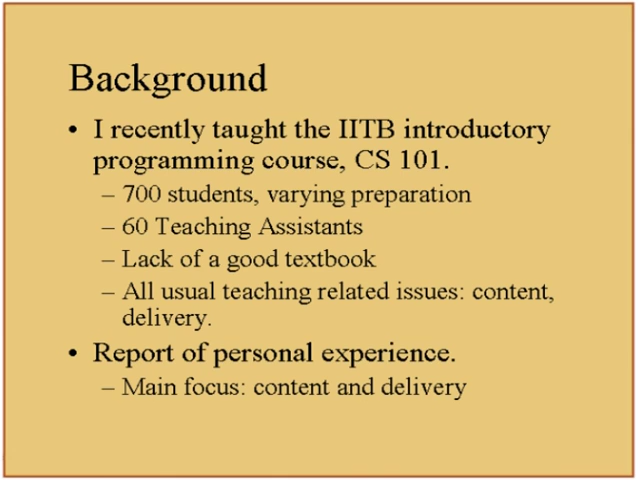 Background
• I recently taught the IITB introductory
programming course, CS 101.
– 700 students, varying preparation
– 60 Teaching Assistants
– Lack of a good textbook
– All usual teaching related issues: content,
delivery.
• Report of personal experience.
– Main focus: content and delivery